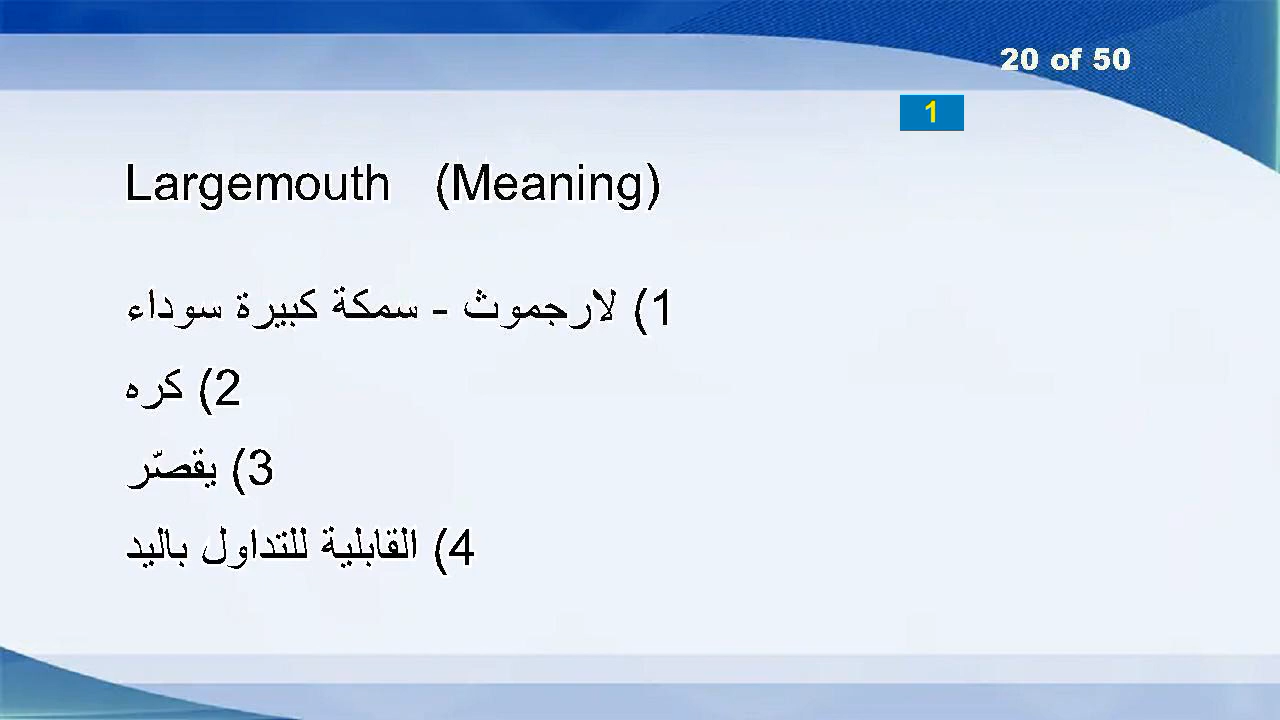 20 of 50
1
Largemouth (Meaning)
1) لارجموث - سمكة كبيرة سوداء
2) كره
3) يقصّر
4) القابلية للتداول باليد